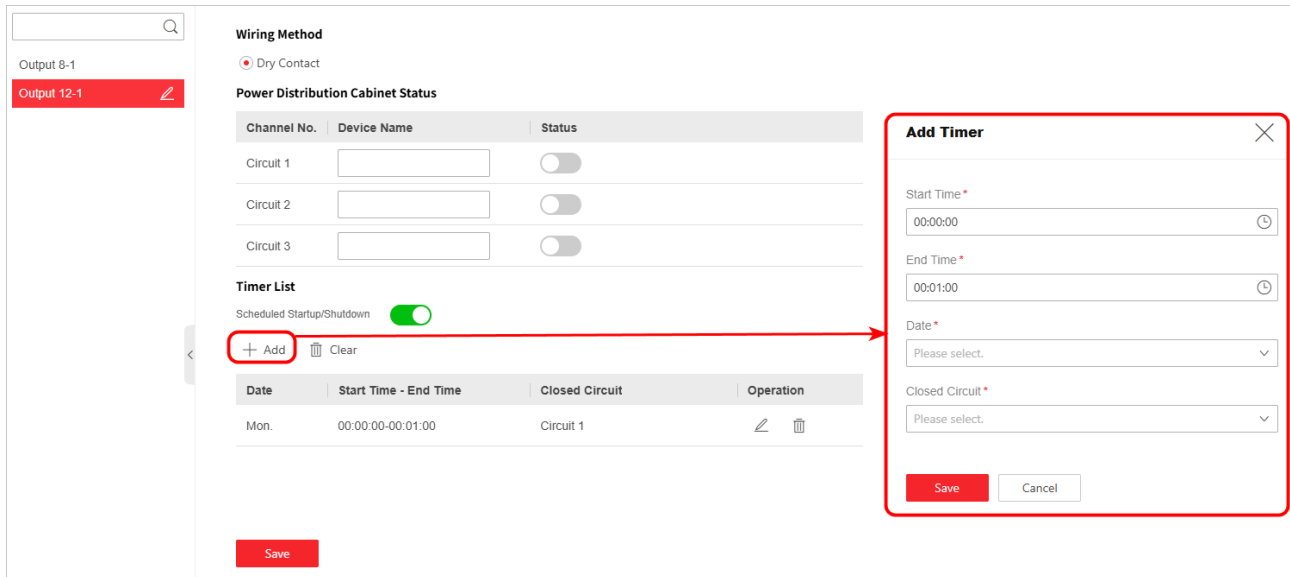 Output 8-1
Output 12-1
Wiring Method
Dry Contact
Power Distribution Cabinet Status
Channel No. Device Name Status
Circuit 1
Circuit 2
Circuit 3
Timer List
Scheduled Startup/Shutdown
Add Clear
Date Start Time - End Time Closed Circuit Operation
Mon. 00:00:00-00:01:00 Circuit 1
Save
Add Timer
Start Time*
00:00:00
End Time*
00:01:00
Date*
Please select.
Closed Circuit*
Please select.
Save Cancel